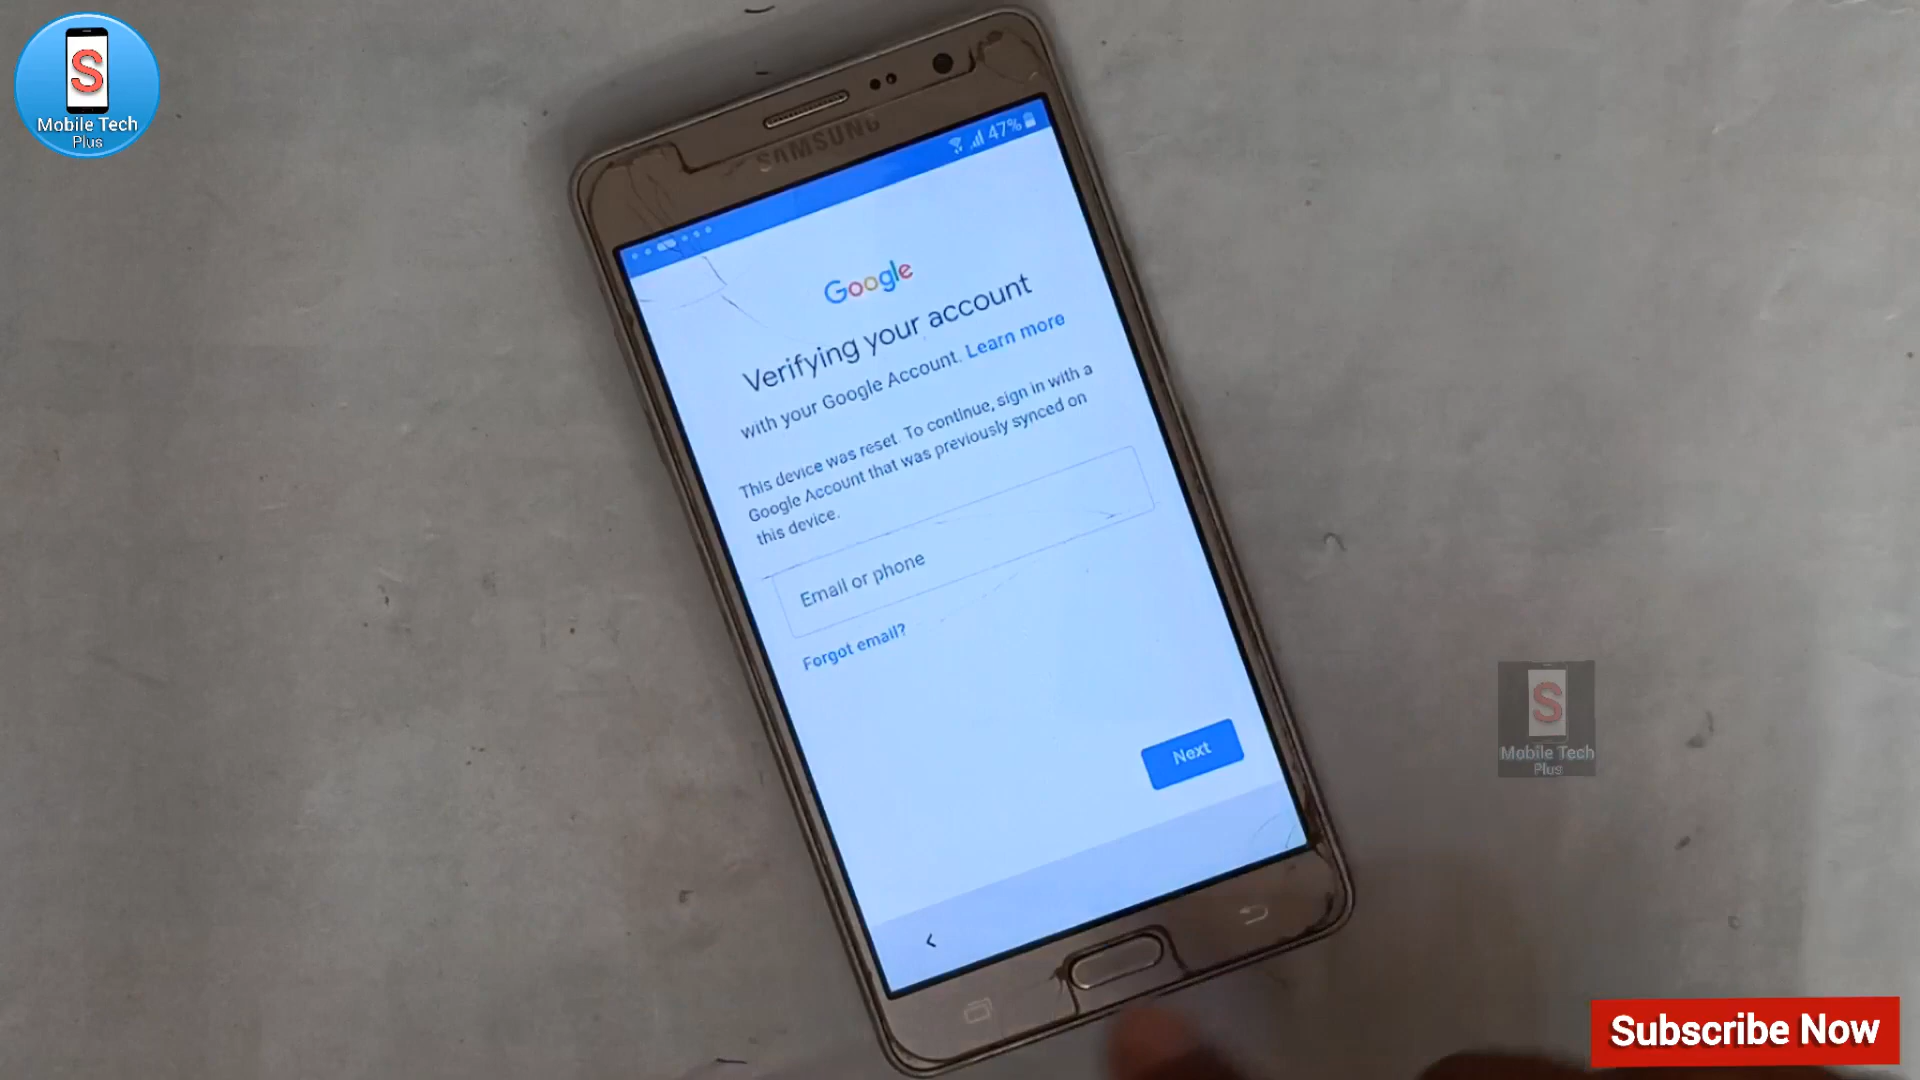 S
Mobile Tech
Plus
SAMSUNG
47%
Google
Verifying your account
with your Google Account. Learn more
This device was reset. To continue, sign in with a
Google Account that was previously synced on
this device.
Email or phone
Forgot email?
Next
S
Mobile Tech
Plus
Subscribe Now